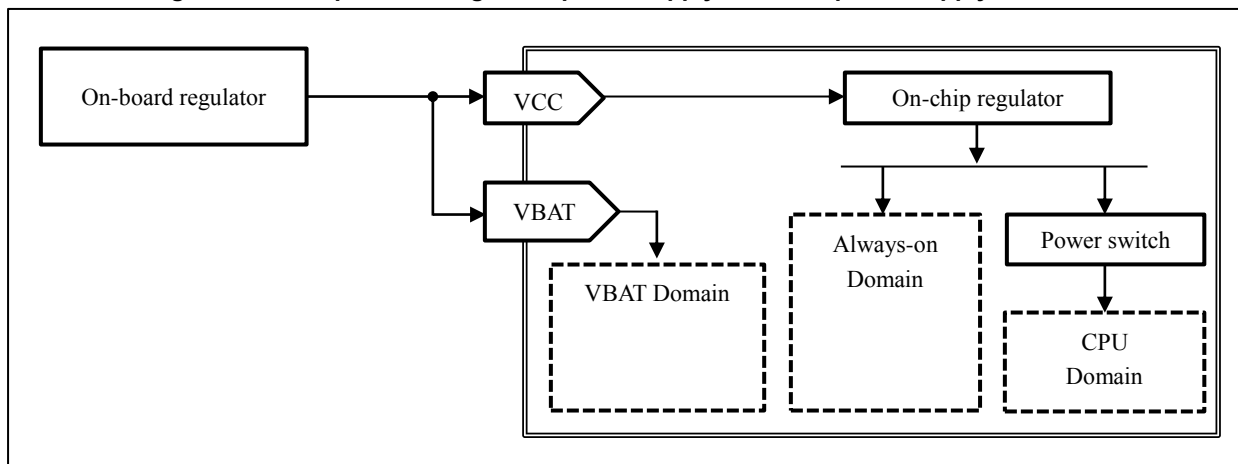 On-board regulator
VCC
On-chip regulator
VBAT
Always-on
Domain
Power switch
VBAT Domain
CPU
Domain